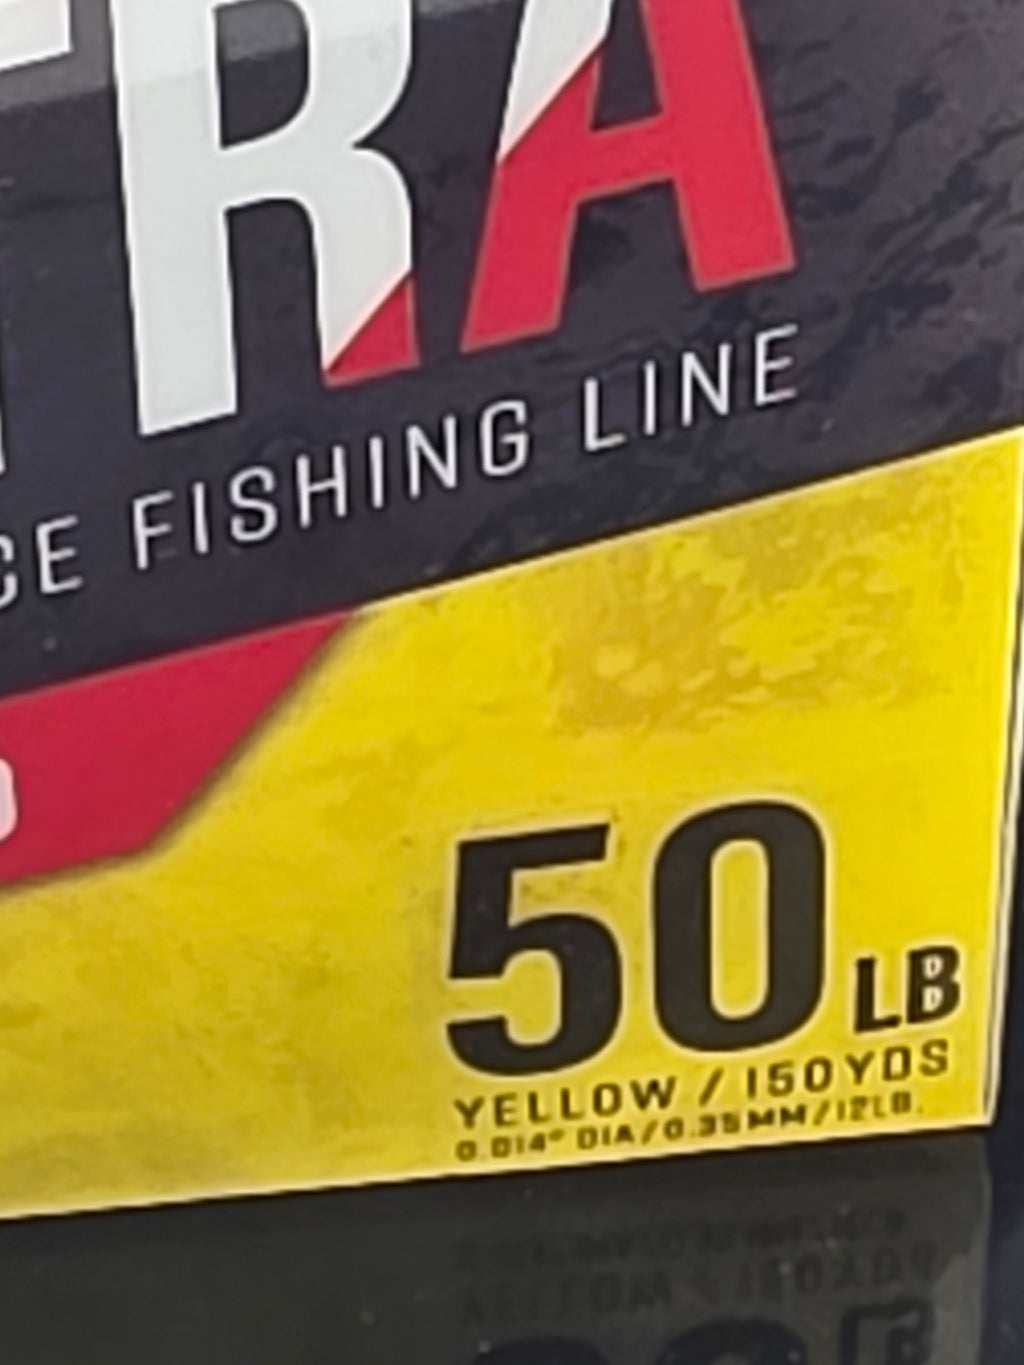 RA
CE FISHING LINE
50 LB
YELLOW / 150YDS
0.014" DIA/0.35MM/12LB.